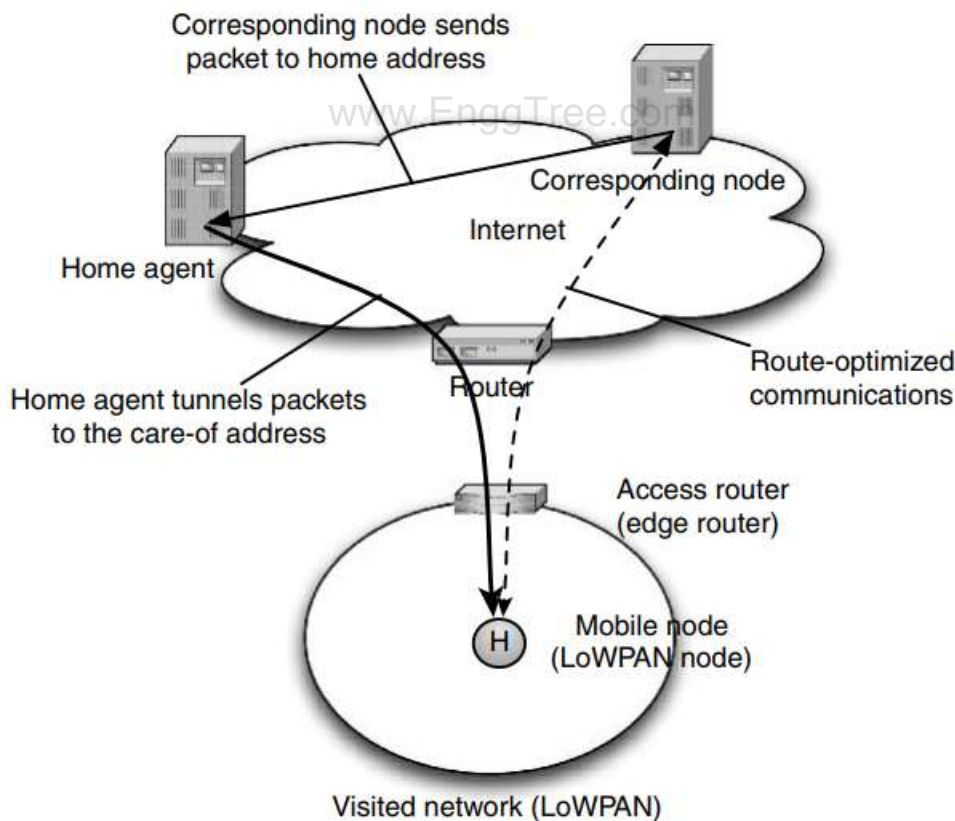 Corresponding node sends
packet to home address
www.EnggTree.com
Corresponding node
Internet
Home agent
Router
Route-optimized
communications
Home agent tunnels packets
to the care-of address
Access router
(edge router)
H
Mobile node
(LoWPAN node)
Visited network (LoWPAN)